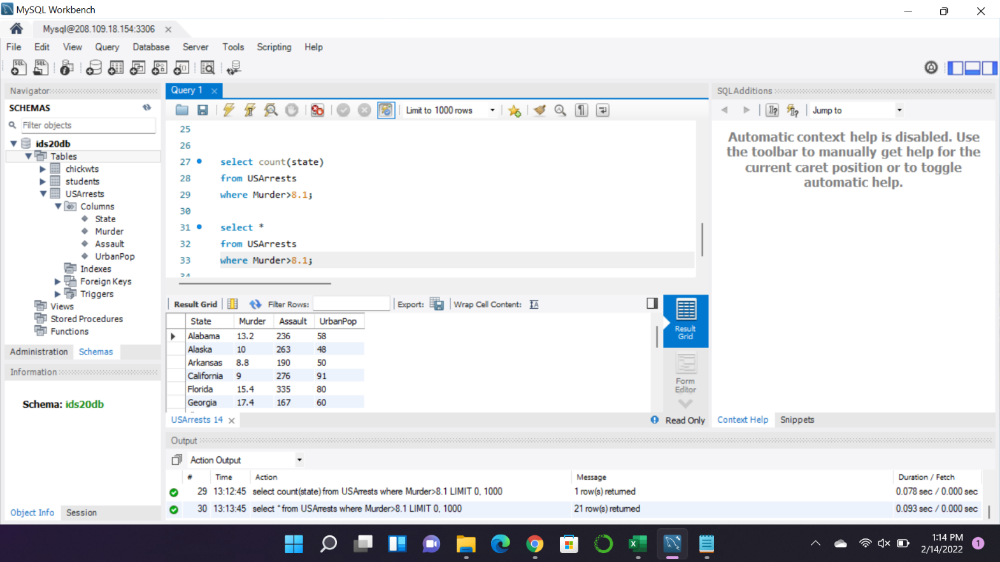 MySQL Workbench
Mysql@208.109.18.154:3306
File Edit View Query Database Server Tools Scripting Help
Navigator
SCHEMAS
Filter objects
ids20db
Tables
chickwts
students
USArrests
Columns
State
Murder
Assault
UrbanPop
Indexes
Foreign Keys
Triggers
Views
Stored Procedures
Functions
Administration Schemas
Information
Schema: ids20db
Object Info Session
Query 1
Limit to 1000 rows
25
26
27 select count(state)
28 from USArrests
29 where Murder>8.1;
30
31 select *
32 from USArrests
33 where Murder>8.1;
34
Result Grid Filter Rows: Export: Wrap Cell Content:
State Murder Assault UrbanPop
Alabama 13.2 236 58
Alaska 10 263 48
Arkansas 8.8 190 50
California 9 276 91
Florida 15.4 335 80
Georgia 17.4 167 60
Result
Grid
Form
Editor
USArrests 14
Read Only
SQLAdditions
Jump to
Automatic context help is disabled. Use
the toolbar to manually get help for the
current caret position or to toggle
automatic help.
Context Help Snippets
Output
Action Output
# Time Action Message Duration / Fetch
29 13:12:45 select count(state) from USArrests where Murder>8.1 LIMIT 0, 1000 1 row(s) returned 0.078 sec / 0.000 sec
30 13:13:45 select * from USArrests where Murder>8.1 LIMIT 0, 1000 21 row(s) returned 0.093 sec / 0.000 sec
1:14 PM
2/14/2022
1